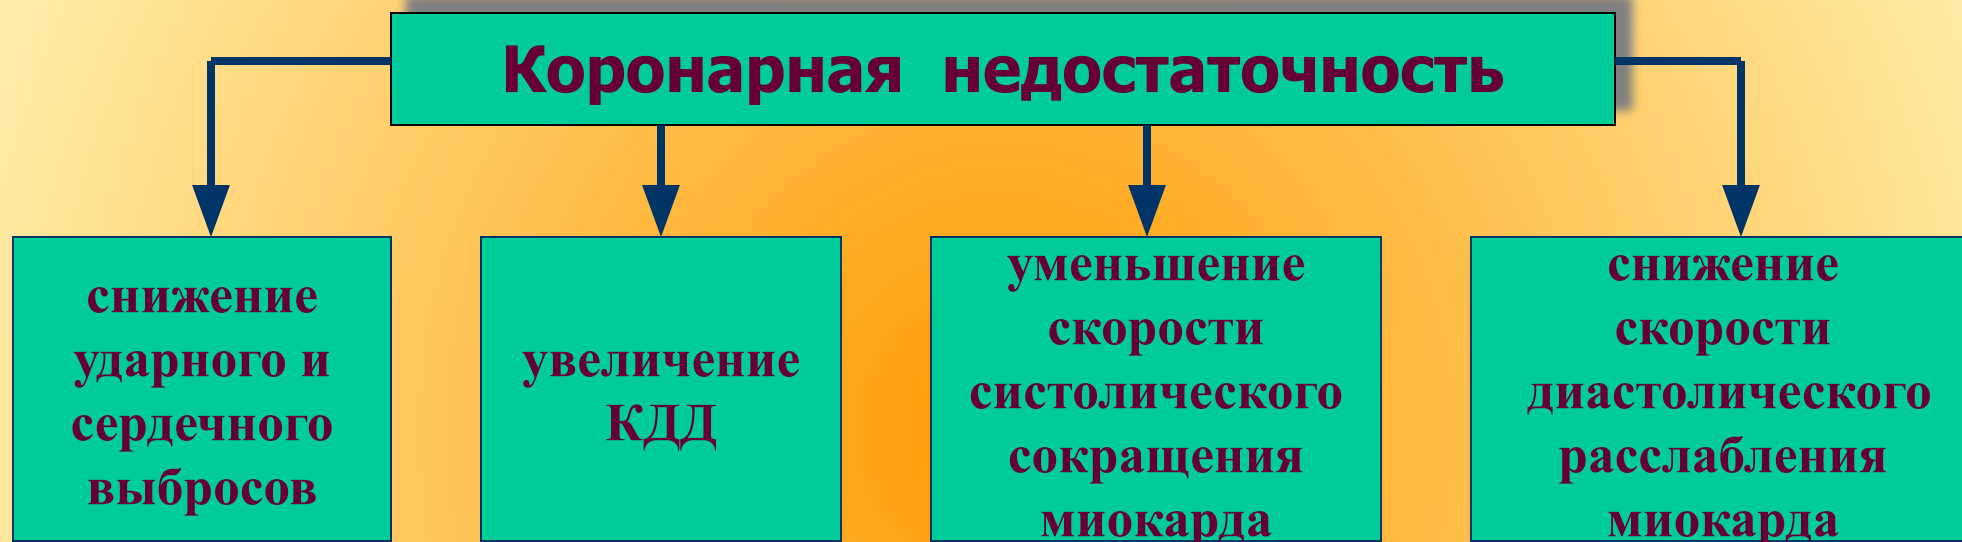 Коронарная недостаточность
снижение
ударного и
сердечного
выбросов
увеличение
КДД
уменьшение
скорости
систолического
сокращения
миокарда
снижение
скорости
диастолического
расслабления
миокарда